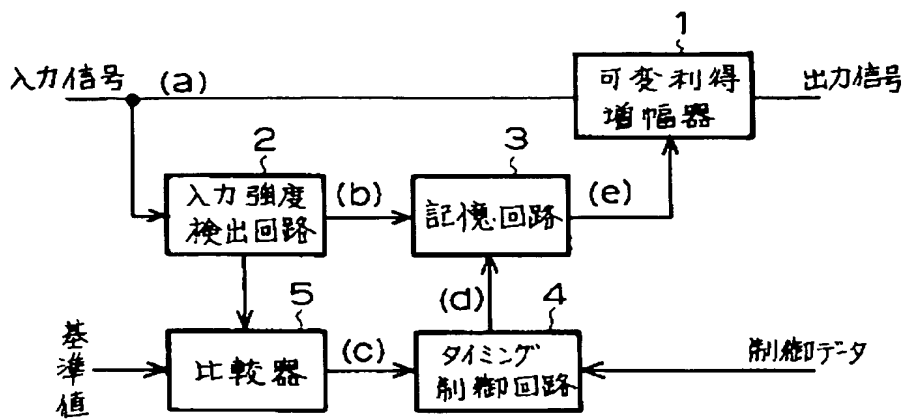 1
入力信号
(a)
可変利得
増幅器
出力信号
2
入力強度
検出回路
(b)
3
記憶回路
(e)
(d)
基準値
5
比較器
(c)
4
タイミング
制御回路
制御データ